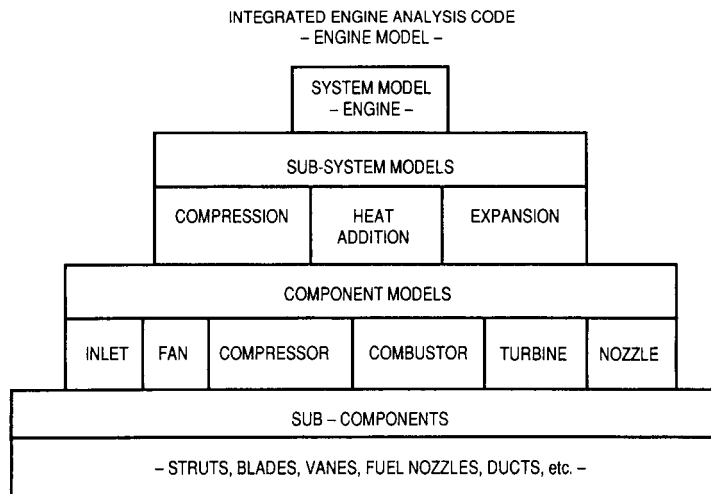 INTEGRATED ENGINE ANALYSIS CODE
– ENGINE MODEL –
SYSTEM MODEL
– ENGINE –
SUB-SYSTEM MODELS
COMPRESSION
HEAT
ADDITION
EXPANSION
COMPONENT MODELS
INLET
FAN
COMPRESSOR
COMBUSTOR
TURBINE
NOZZLE
SUB – COMPONENTS
– STRUTS, BLADES, VANES, FUEL NOZZLES, DUCTS, etc. –